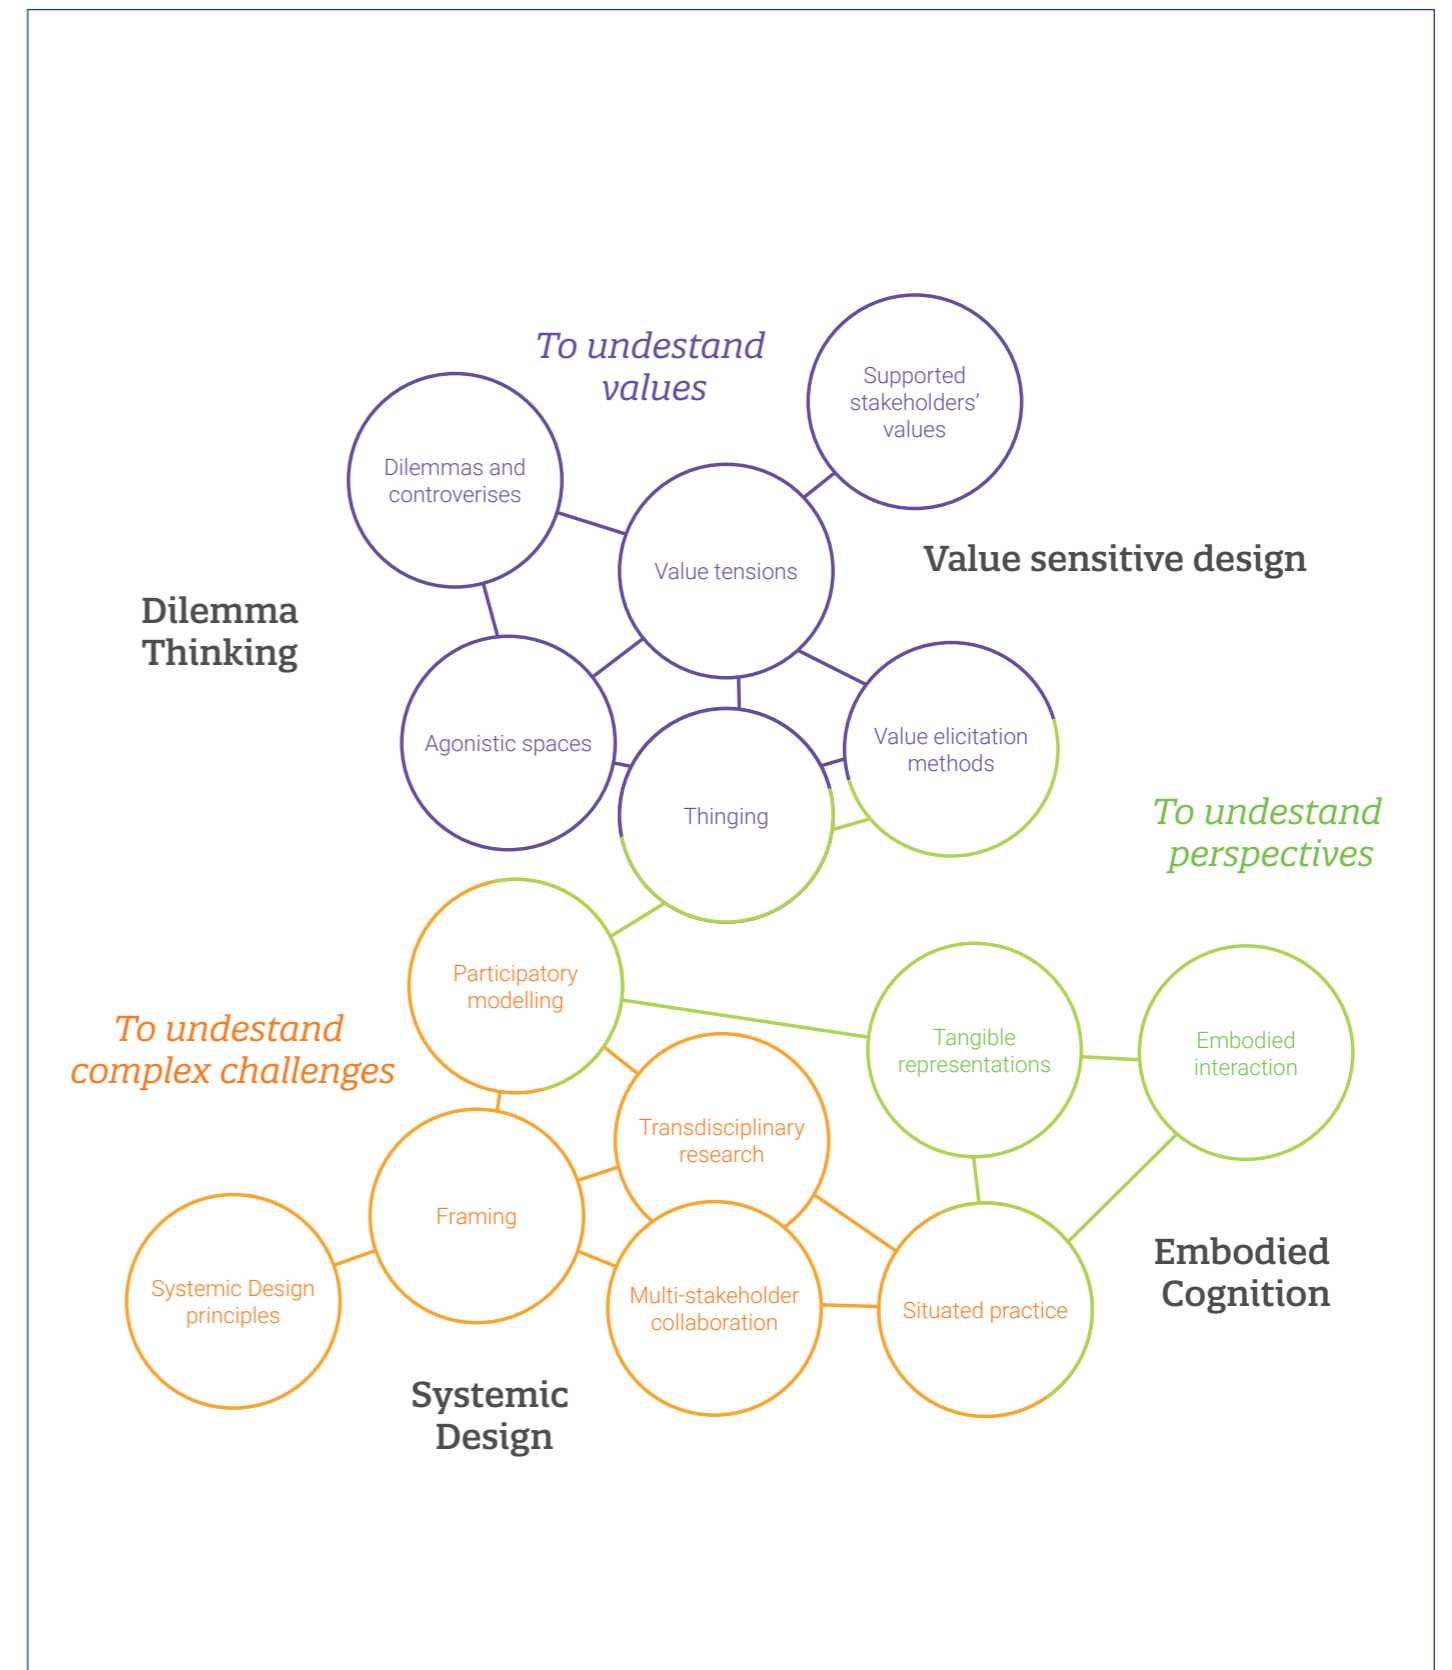 To undestand
values
Supported
stakeholders'
values
Dilemmas and
controverises
Value tensions
Value sensitive design
Dilemma
Thinking
Agonistic spaces
Value elicitation
methods
Thinging
To undestand
perspectives
Participatory
modelling
To undestand
complex challenges
Tangible
representations
Embodied
interaction
Transdisciplinary
research
Framing
Systemic Design
principles
Multi-stakeholder
collaboration
Situated practice
Embodied
Cognition
Systemic
Design